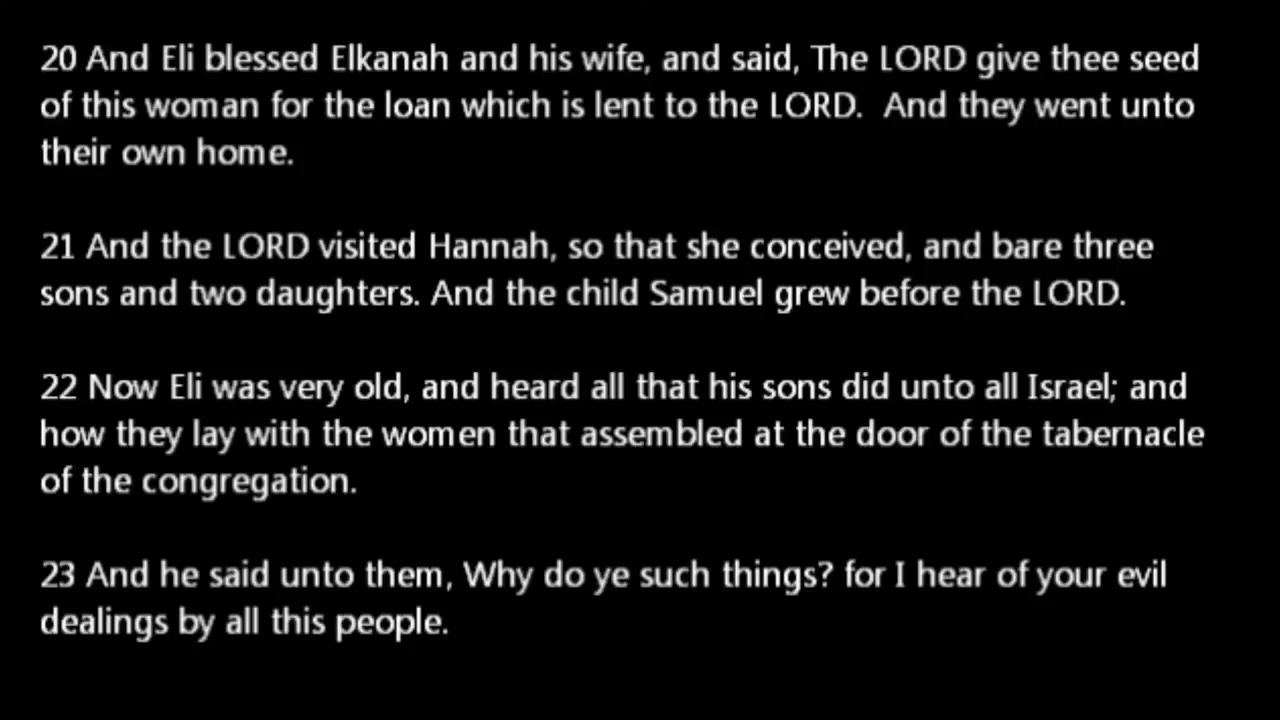 20 And Eli blessed Elkanah and his wife, and said, The LORD give thee seed
of this woman for the loan which is lent to the LORD.  And they went unto
their own home.
21 And the LORD visited Hannah, so that she conceived, and bare three
sons and two daughters. And the child Samuel grew before the LORD.
22 Now Eli was very old, and heard all that his sons did unto all Israel; and
how they lay with the women that assembled at the door of the tabernacle
of the congregation.
23 And he said unto them, Why do ye such things? for I hear of your evil
dealings by all this people.